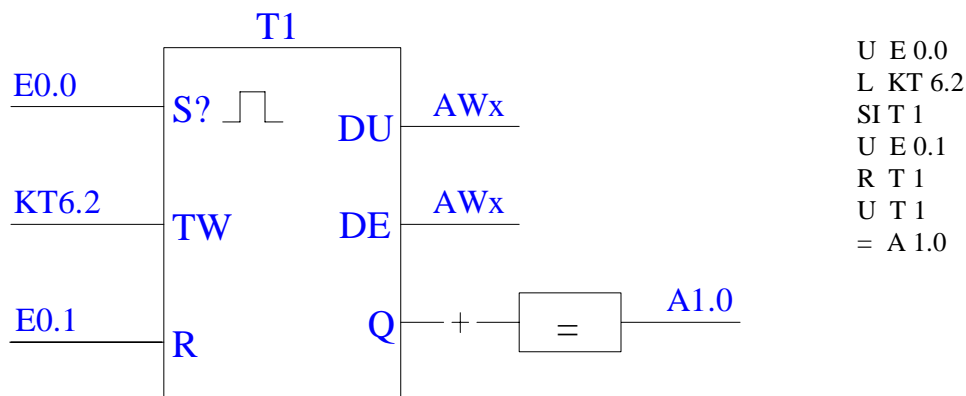 T1
E0.0
S?
DU
AWx
KT6.2
TW
DE
AWx
E0.1
R
Q
+
=
A1.0
U E 0.0
L KT 6.2
SI T 1
U E 0.1
R T 1
U T 1
= A 1.0